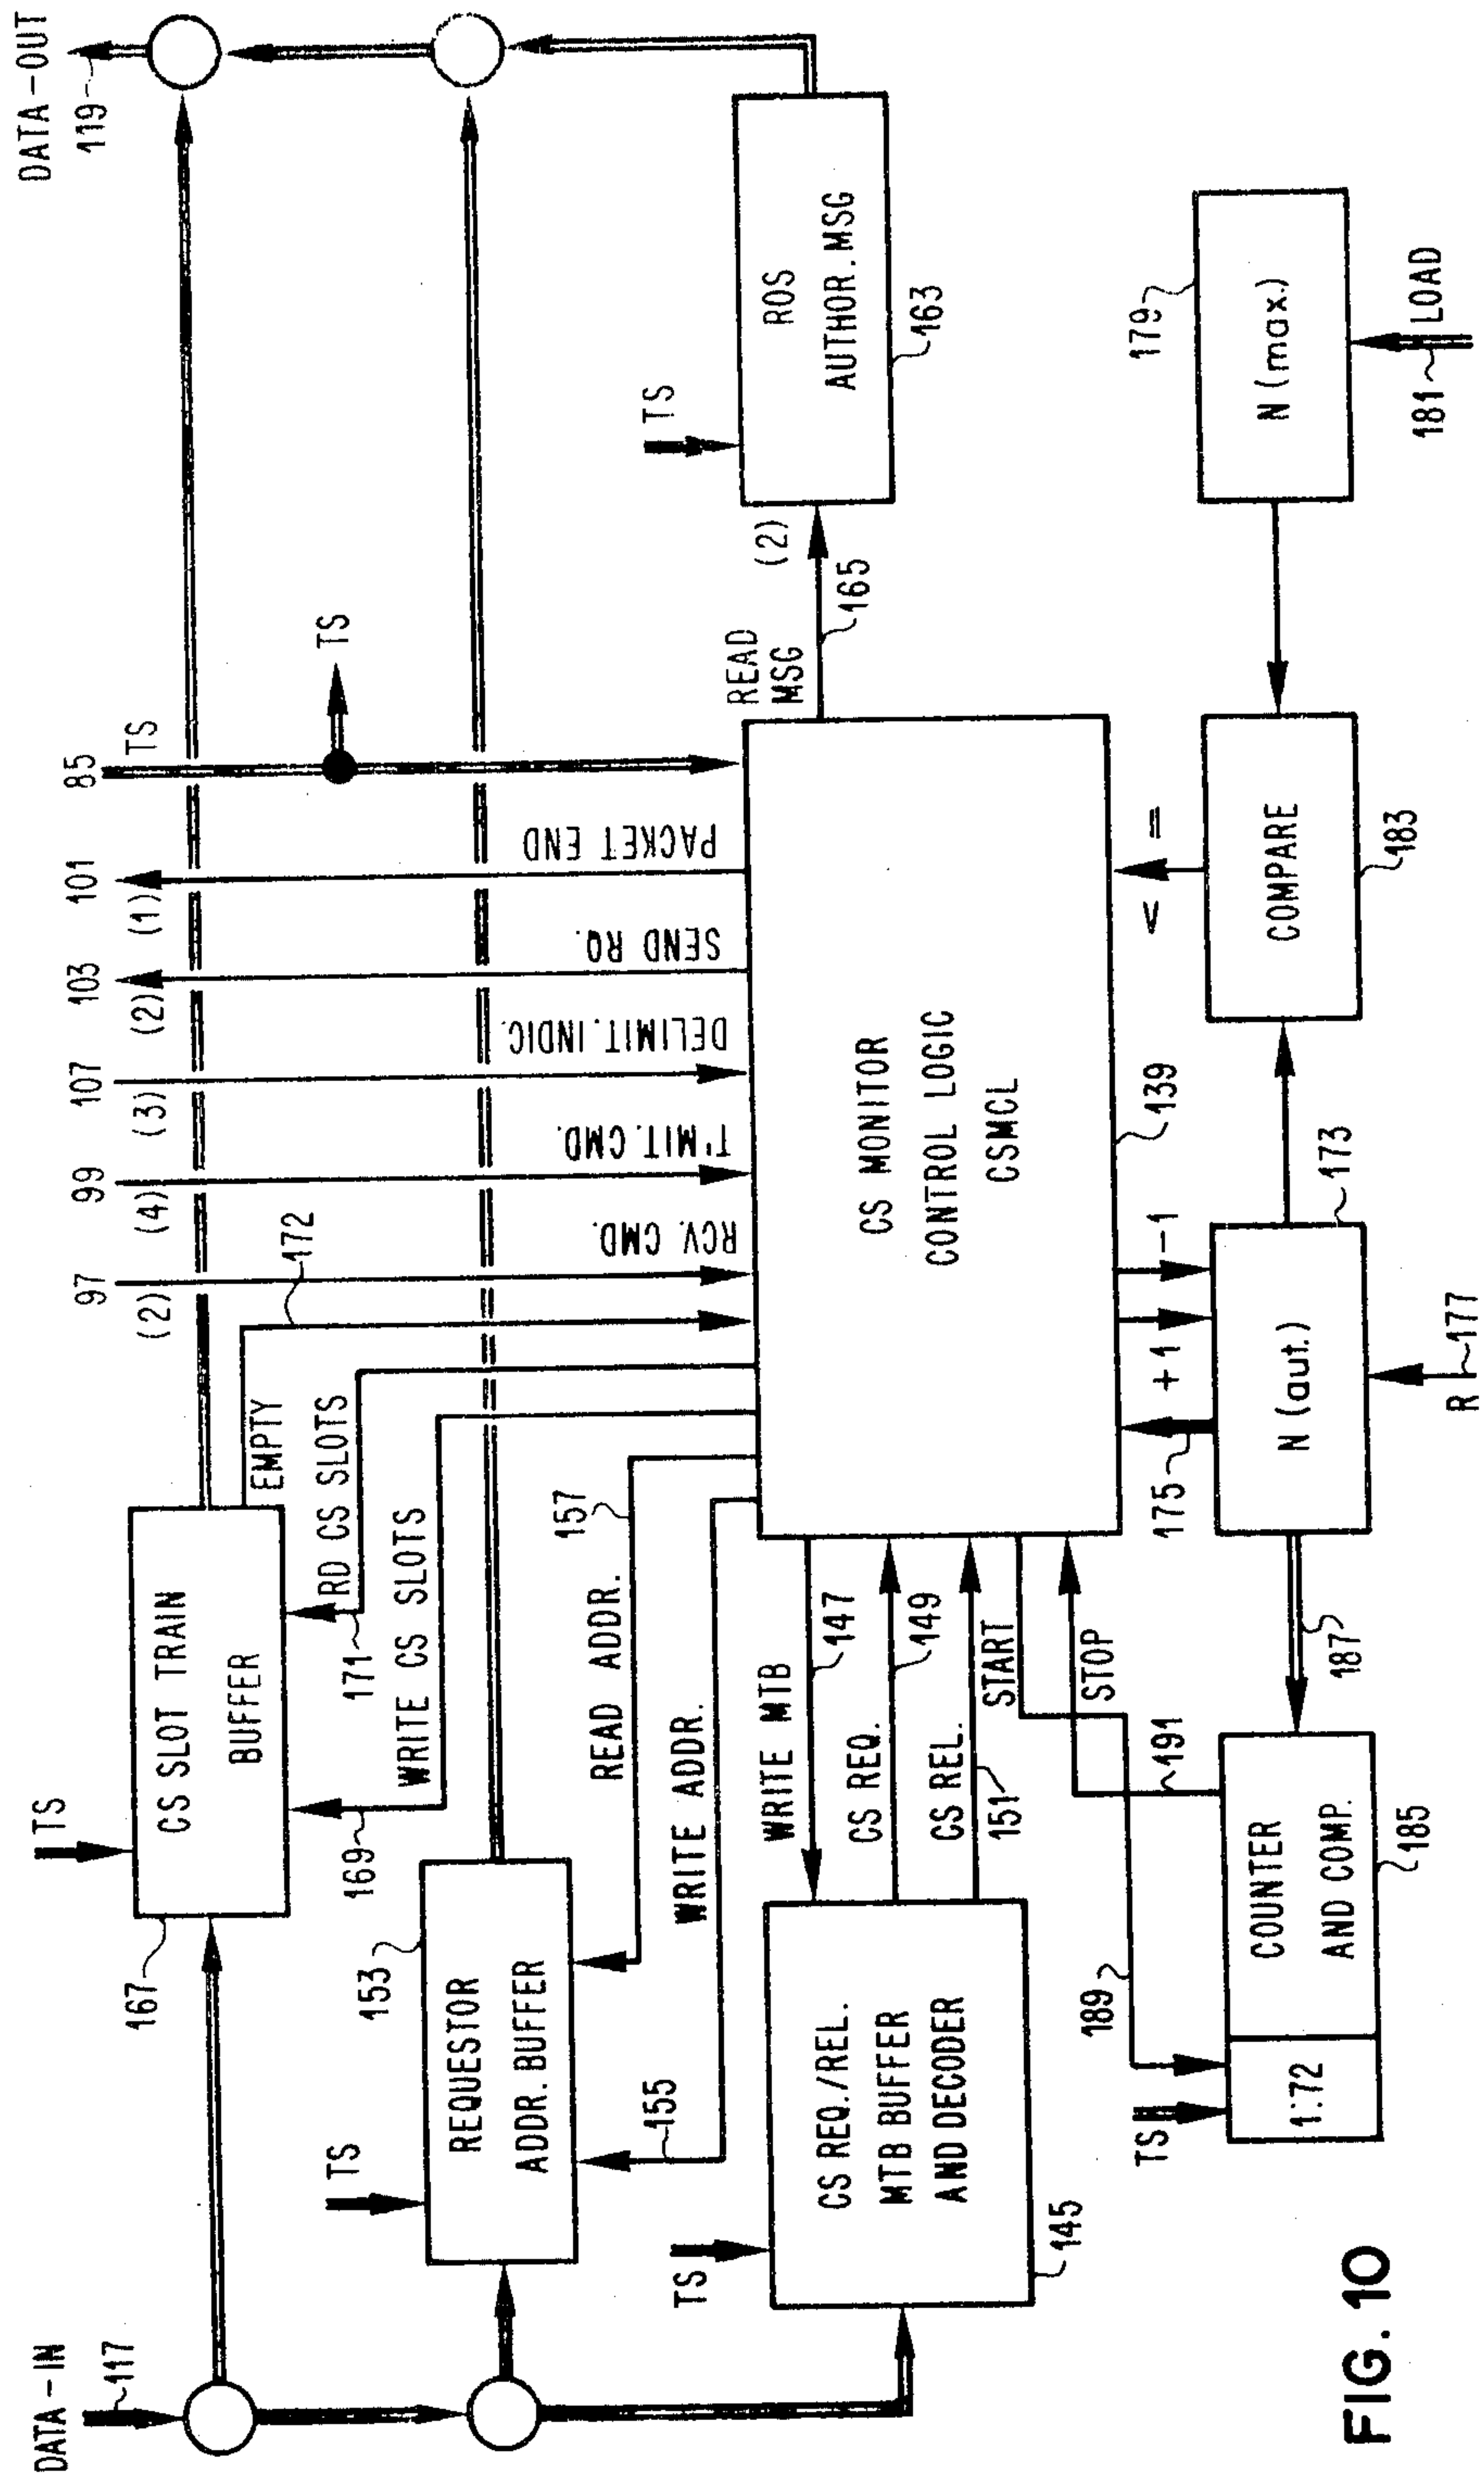 DATA-IN
117
DATA-OUT
119
TS
CS SLOT TRAIN
BUFFER
167
EMPTY
172
RD CS SLOTS
171
WRITE CS SLOTS
169
97
(2)
RCV. CMD.
99
(4)
T'MIT. CMD.
107
(3)
DELIMIT. INDIC.
103
(2)
SEND RQ.
101
(1)
PACKET END
85
TS
TS
TS
REQUESTOR
ADDR. BUFFER
153
READ ADDR.
157
WRITE ADDR.
155
TS
CS REQ./REL.
MTB BUFFER
AND DECODER
145
WRITE MTB
147
CS REQ.
149
CS REL.
151
START
STOP
CS MONITOR
CONTROL LOGIC
CSMCL
139
READ
MSG
(2)
165
TS
ROS
AUTHOR. MSG
163
TS
1:72
COUNTER
AND COMP.
185
189
191
187
175
+1
-1
N (aut.)
173
R
177
< =
COMPARE
183
N (max.)
179
181
LOAD
FIG. 10